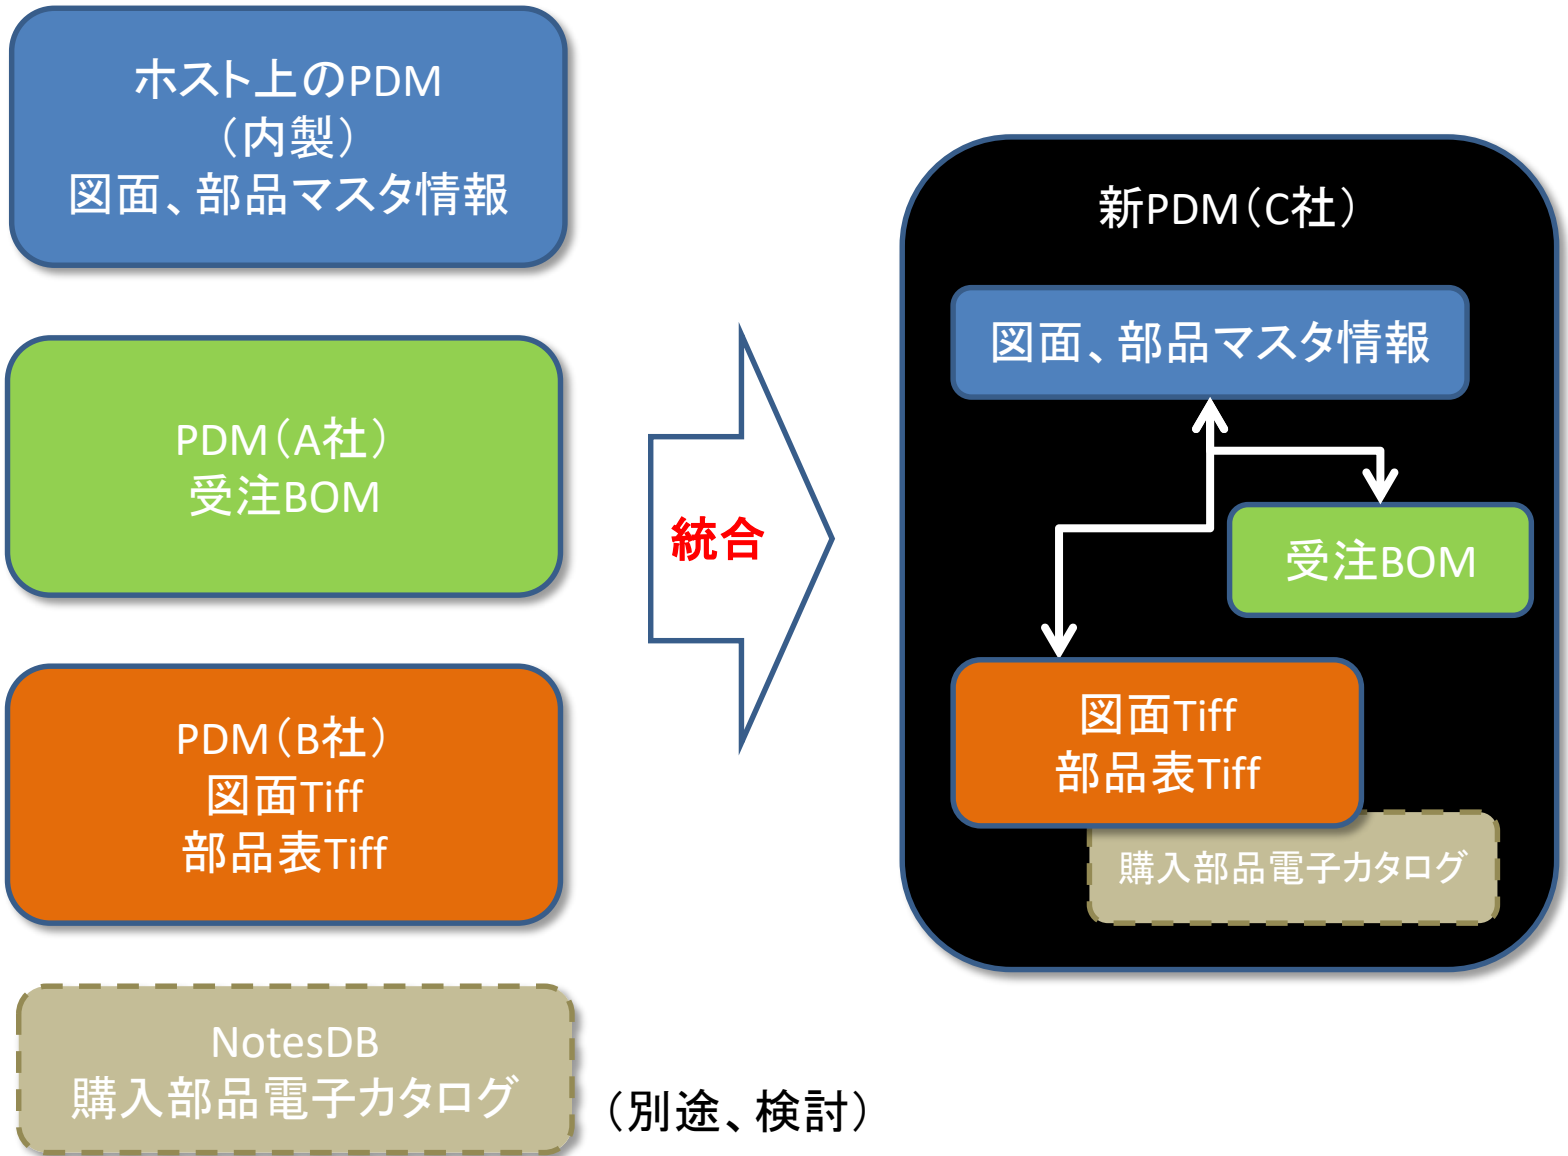 ホスト上のPDM
（内製）
図面、部品マスタ情報
PDM（A社）
受注BOM
PDM（B社）
図面Tiff
部品表Tiff
NotesDB
購入部品電子カタログ
（別途、検討）
統合
新PDM（C社）
図面、部品マスタ情報
受注BOM
図面Tiff
部品表Tiff
購入部品電子カタログ